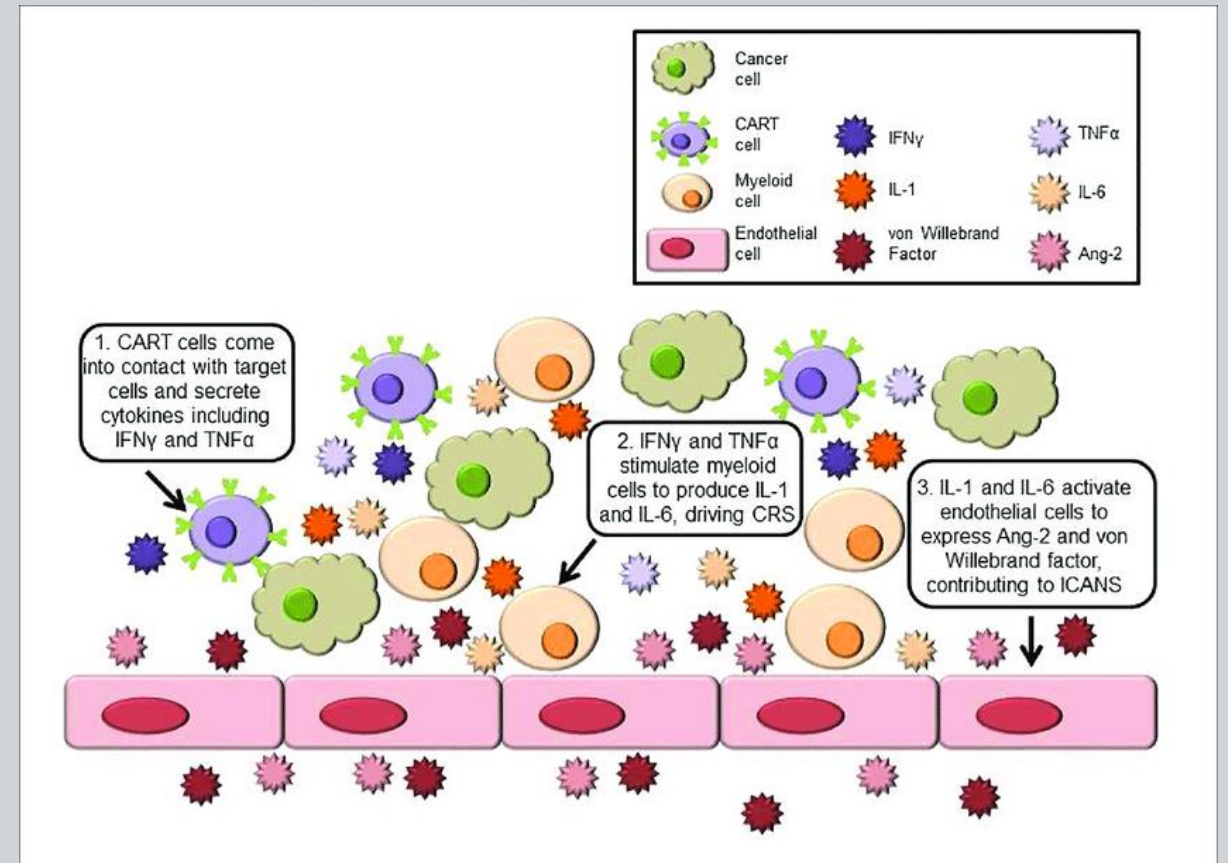 Cancer
cell
CART
cell
IFNγ
TNFα
Myeloid
cell
IL-1
IL-6
Endothelial
cell
von Willebrand
Factor
Ang-2
1. CART cells come
into contact with target
cells and secrete
cytokines including
IFNγ and TNFα
2. IFNγ and TNFα
stimulate myeloid
cells to produce IL-1
and IL-6, driving CRS
3. IL-1 and IL-6 activate
endothelial cells to
express Ang-2 and von
Willebrand factor,
contributing to ICANS